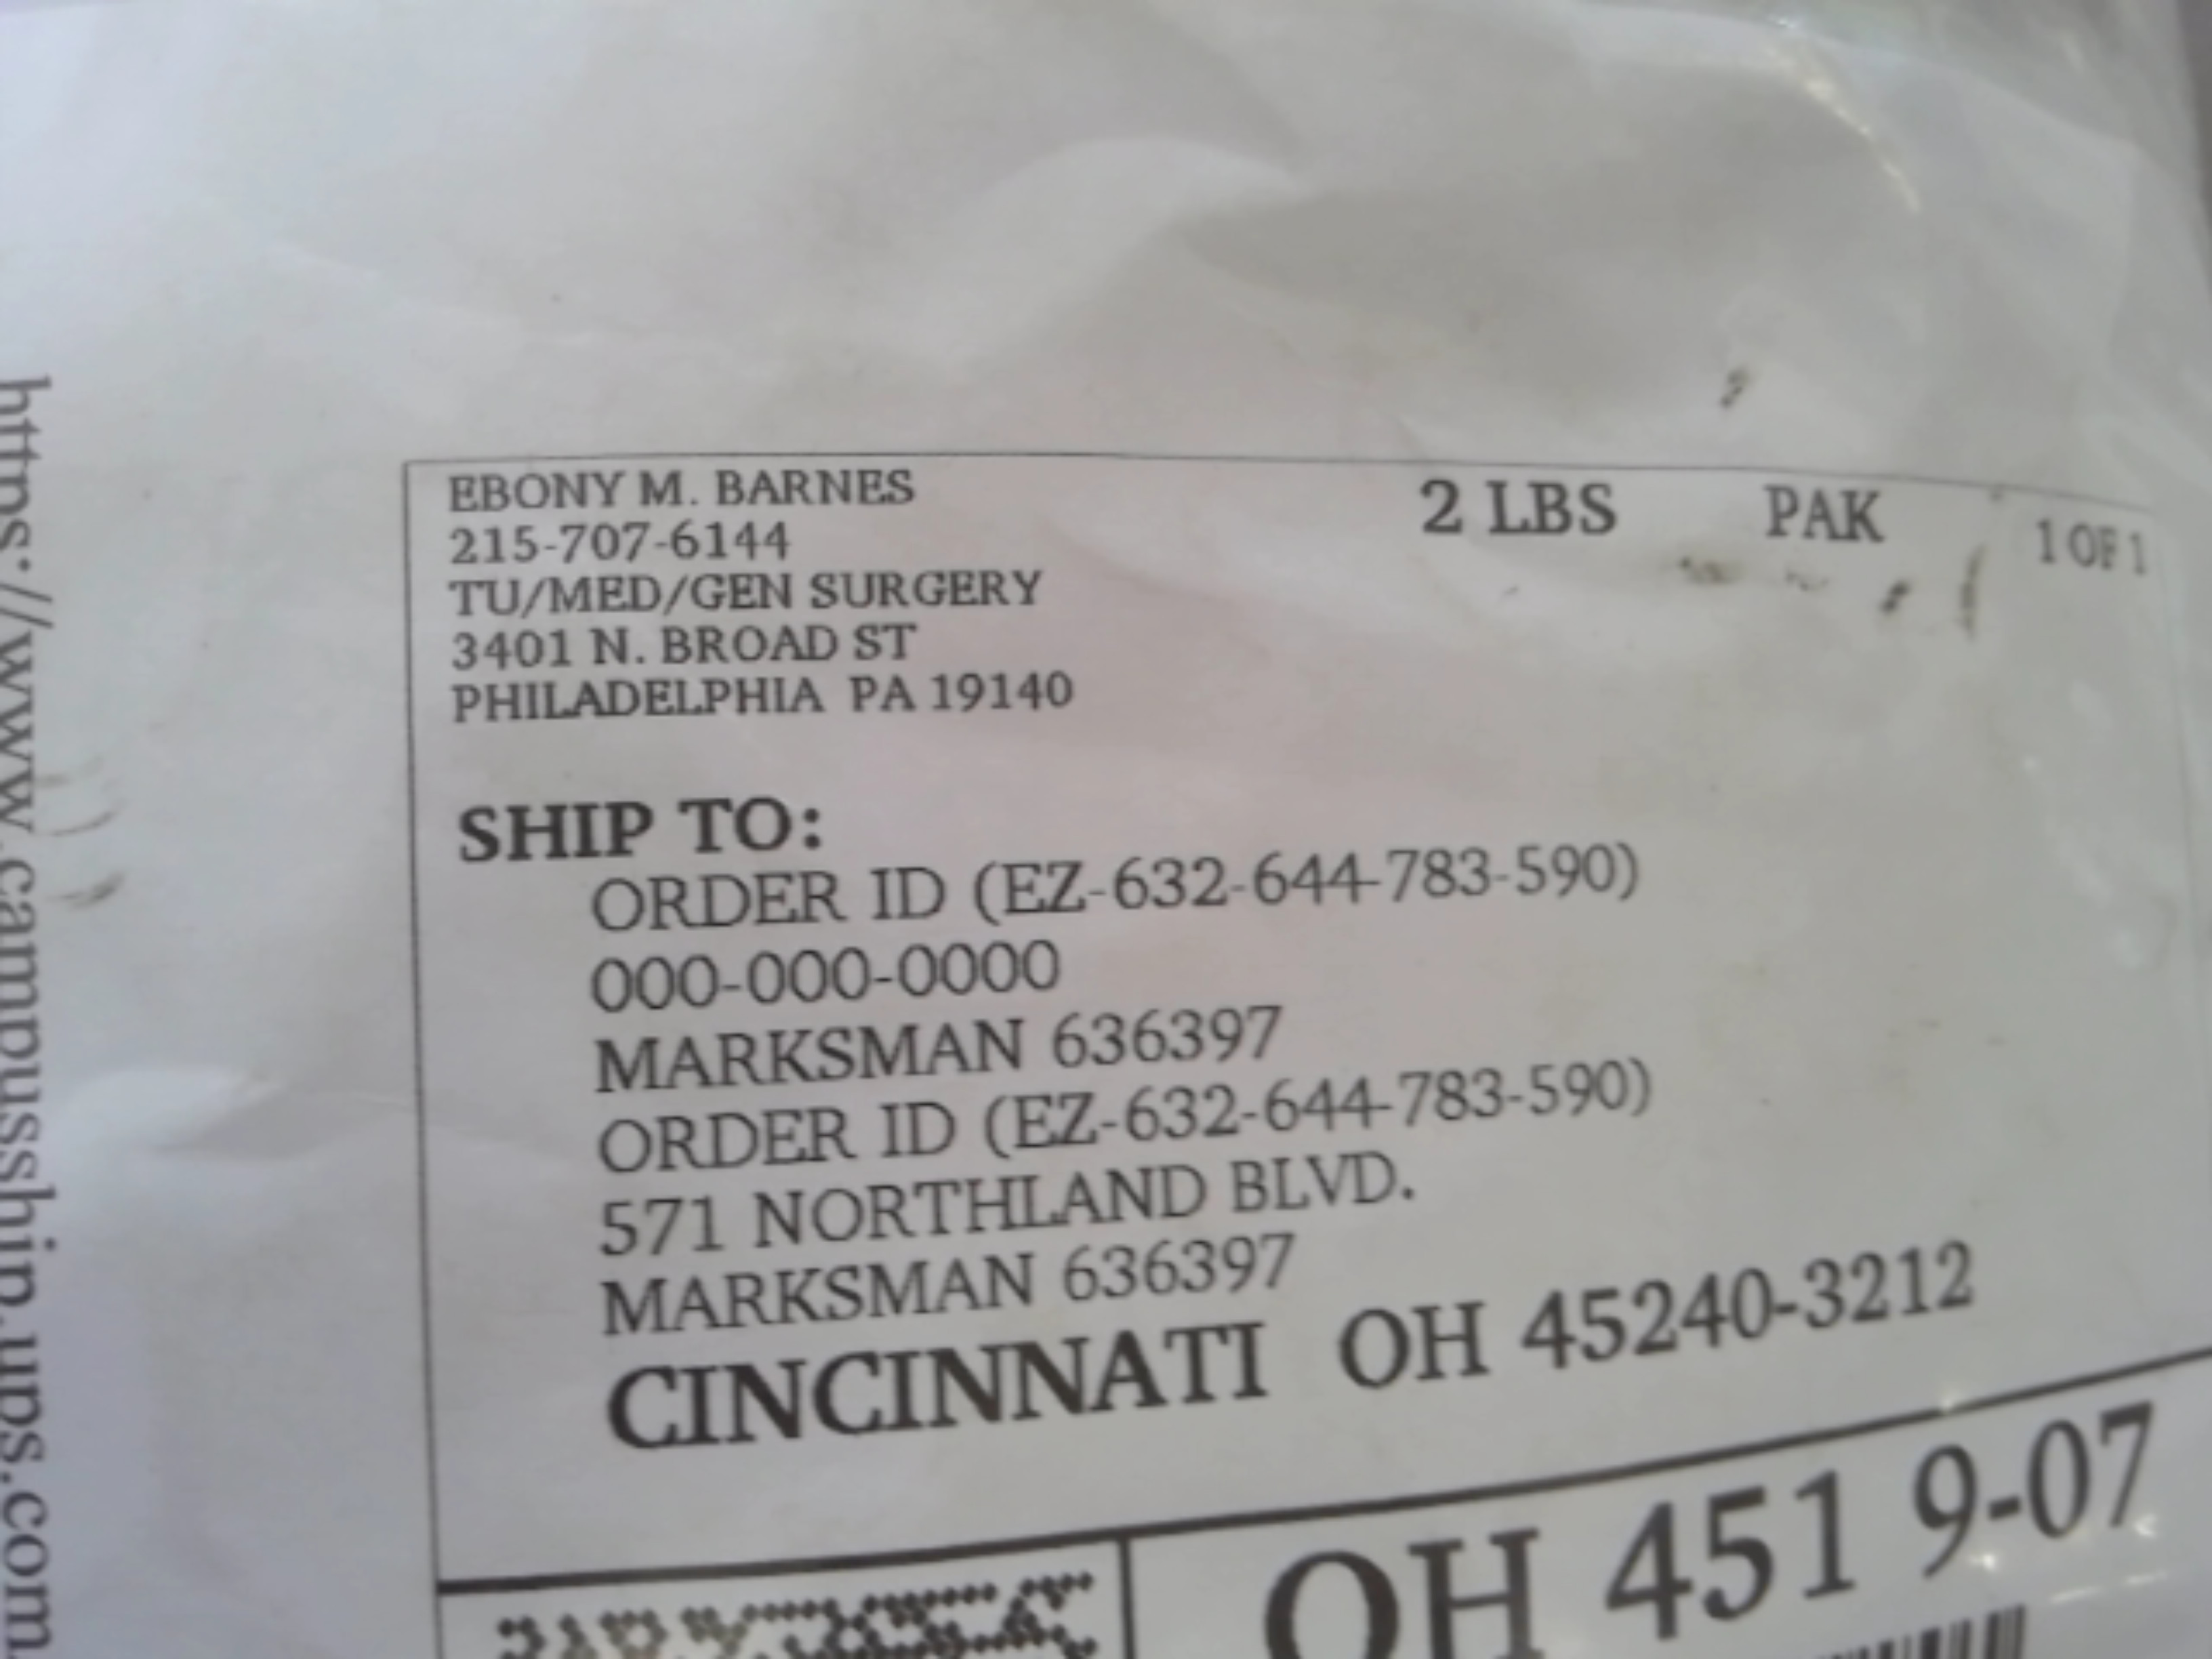 EBONY M. BARNES
215-707-6144
TU/MED/GEN SURGERY
3401 N. BROAD ST
PHILADELPHIA PA 19140
2 LBS PAK 1 OF 1
SHIP TO:
ORDER ID (EZ-632-644-783-590)
000-000-0000
MARKSMAN 636397
ORDER ID (EZ-632-644-783-590)
571 NORTHLAND BLVD.
MARKSMAN 636397
CINCINNATI OH 45240-3212
OH 451 9-07
https://www.campusship.ups.com